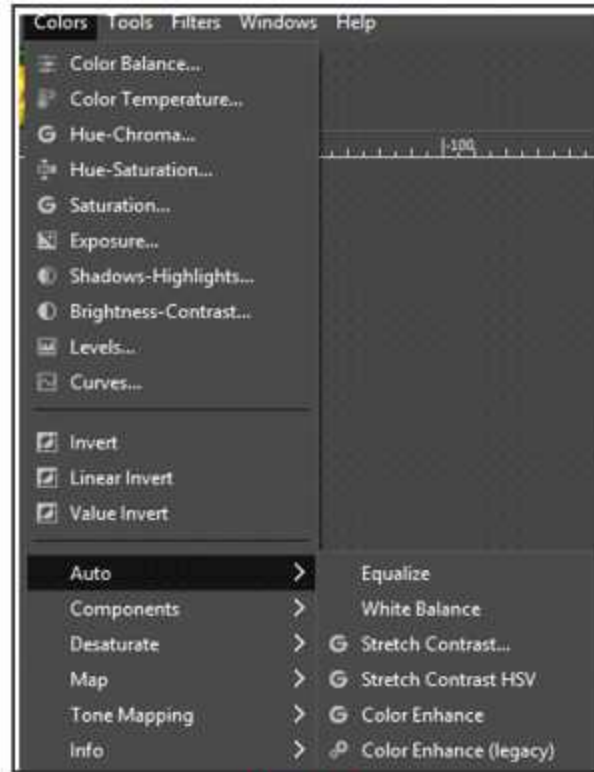 Colors Tools Filters Windows Help
Color Balance...
Color Temperature...
Hue-Chroma...
Hue-Saturation...
Saturation...
Exposure...
Shadows-Highlights...
Brightness-Contrast...
Levels...
Curves...
-100
Invert
Linear Invert
Value Invert
Auto > Equalize
Components > White Balance
Desaturate > G Stretch Contrast...
Map > G Stretch Contrast HSV
Tone Mapping > G Color Enhance
Info > Color Enhance (legacy)